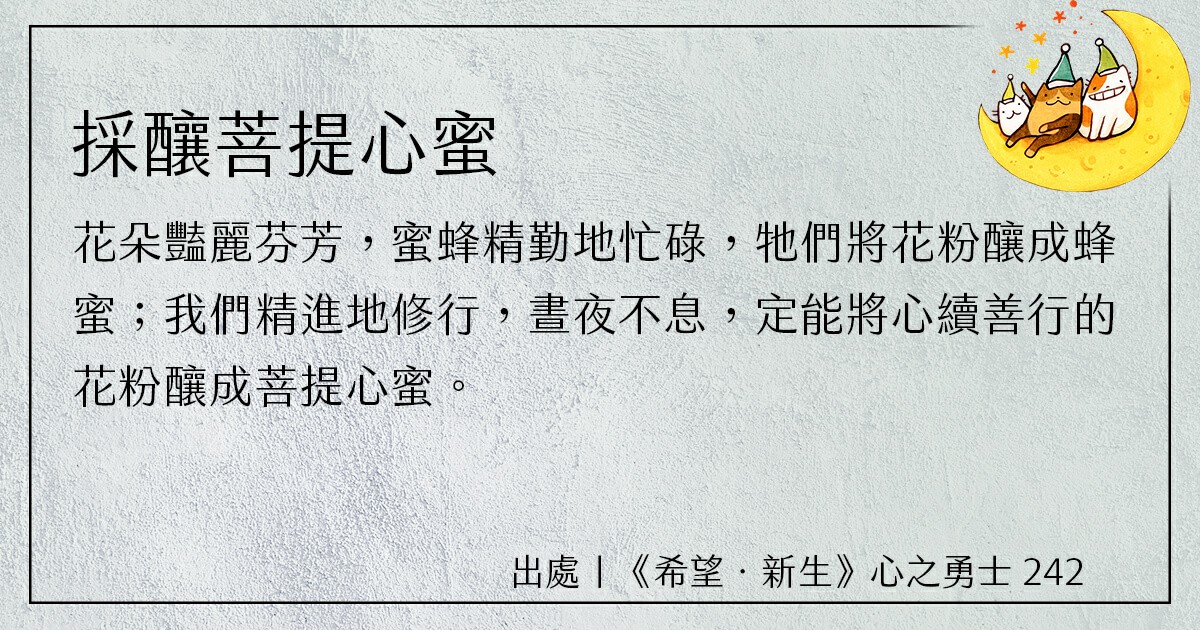 採釀菩提心蜜
花朵豔麗芬芳，蜜蜂精勤地忙碌，牠們將花粉釀成蜂
蜜；我們精進地修行，晝夜不息，定能將心續善行的
花粉釀成菩提心蜜。
出處｜《希望．新生》心之勇士 242